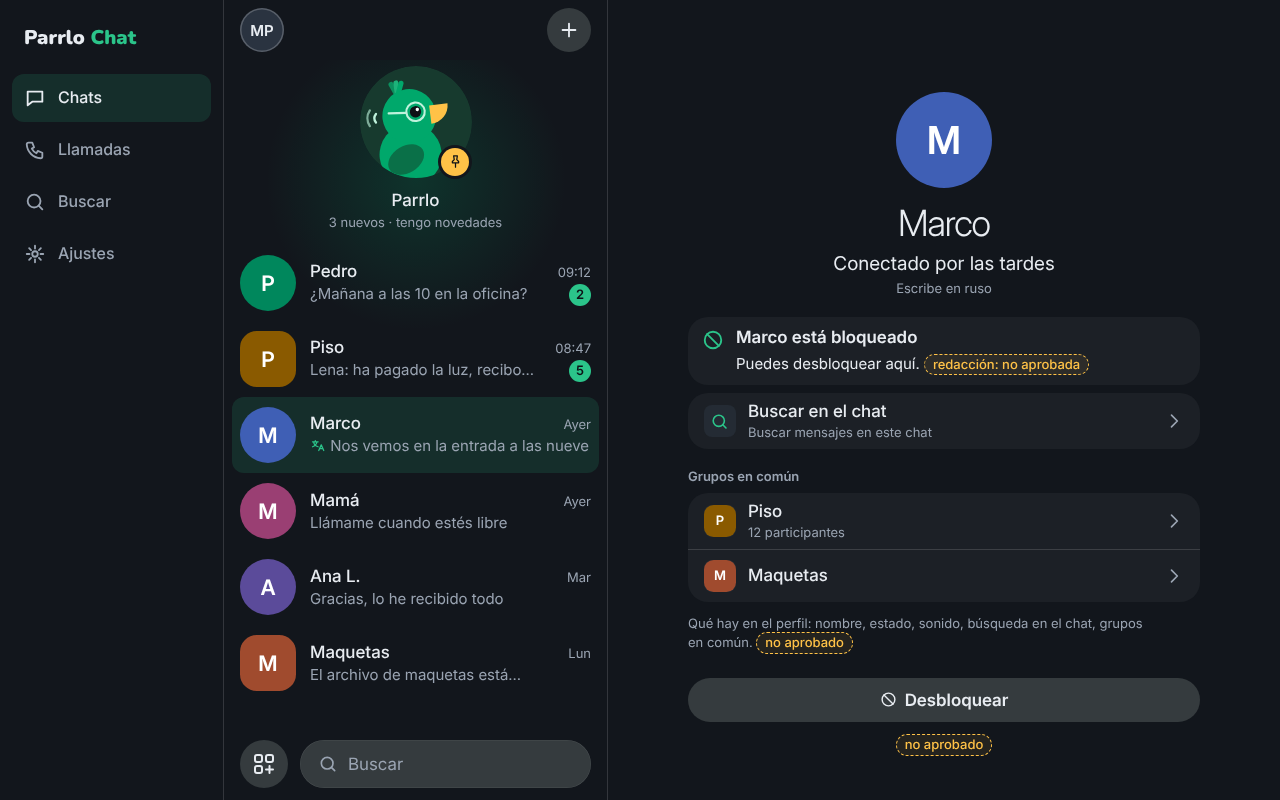 Parrlo Chat
Chats
Llamadas
Buscar
Ajustes
MP
Parrlo
3 nuevos · tengo novedades
P
Pedro
09:12
¿Mañana a las 10 en la oficina?
2
P
Piso
08:47
Lena: ha pagado la luz, recibo...
5
M
Marco
Ayer
Nos vemos en la entrada a las nueve
M
Mamá
Ayer
Llámame cuando estés libre
A
Ana L.
Mar
Gracias, lo he recibido todo
M
Maquetas
Lun
El archivo de maquetas está...
Buscar
M
Marco
Conectado por las tardes
Escribe en ruso
Marco está bloqueado
Puedes desbloquear aquí. redacción: no aprobada
Buscar en el chat
Buscar mensajes en este chat
Grupos en común
P
Piso
12 participantes
M
Maquetas
Qué hay en el perfil: nombre, estado, sonido, búsqueda en el chat, grupos
en común. no aprobado
Desbloquear
no aprobado